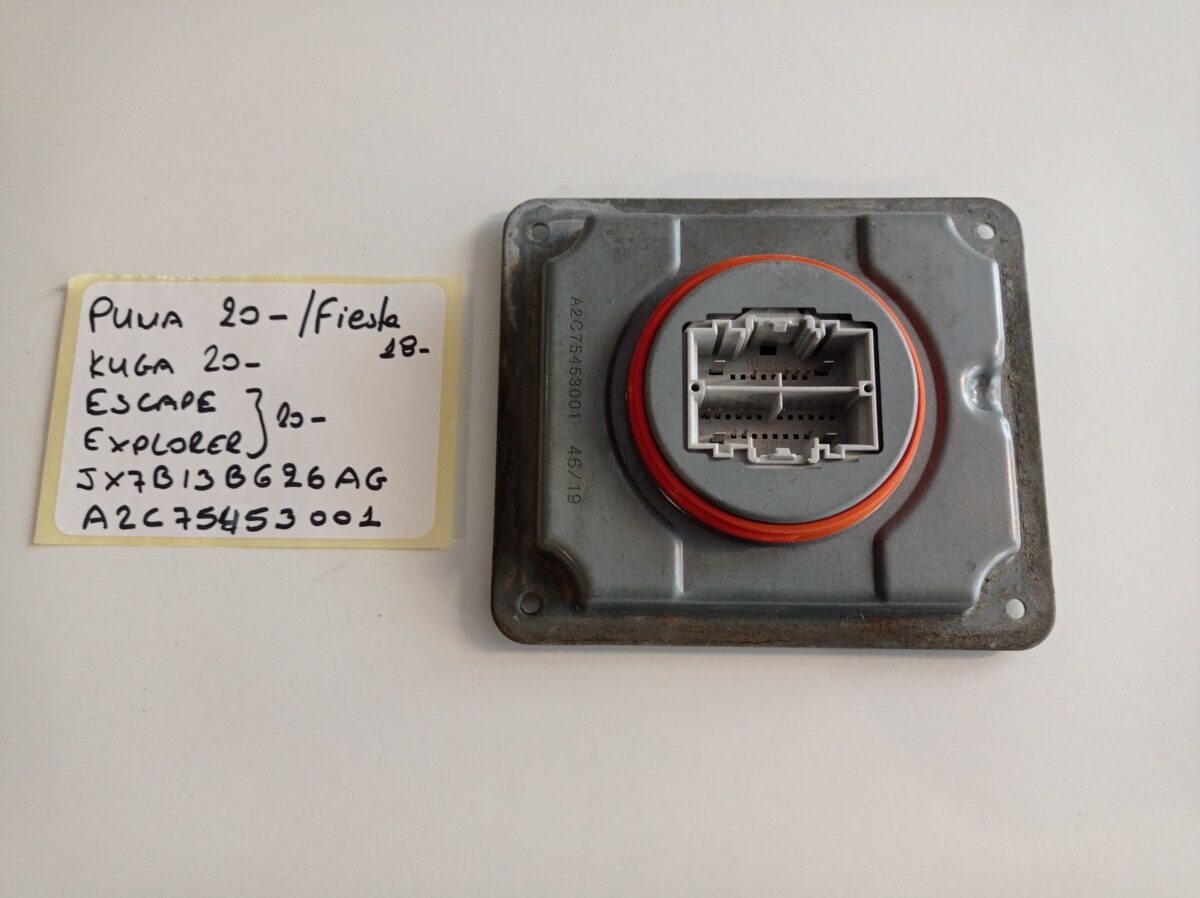 PUMA 20-/Fiesta
18-
KUGA 20-
ESCAPE
EXPLORER } 20-
JX7B13B626AG
A2C75453001
A2C75453001 46/19